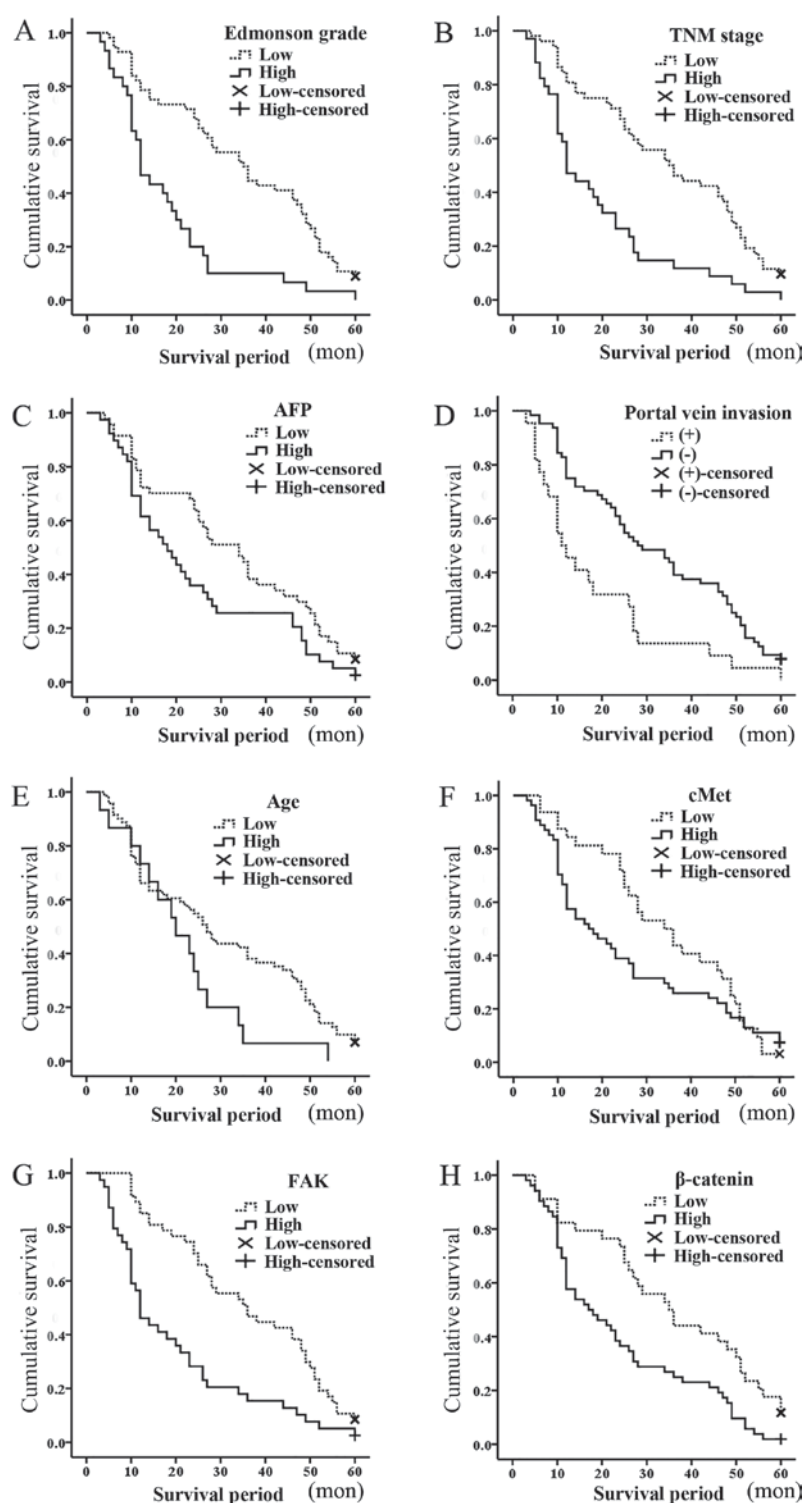 A
Edmonson grade
Low
High
Low-censored
High-censored
Cumulative survival
1.0
0.8
0.6
0.4
0.2
0.0
0 10 20 30 40 50 60
Survival period (mon)
B
TNM stage
Low
High
Low-censored
High-censored
Cumulative survival
1.0
0.8
0.6
0.4
0.2
0.0
0 10 20 30 40 50 60
Survival period (mon)
C
AFP
Low
High
Low-censored
High-censored
Cumulative survival
1.0
0.8
0.6
0.4
0.2
0.0
0 10 20 30 40 50 60
Survival period (mon)
D
Portal vein invasion
(+)
(-)
(+)-censored
(-)-censored
Cumulative survival
1.0
0.8
0.6
0.4
0.2
0.0
0 10 20 30 40 50 60
Survival period (mon)
E
Age
Low
High
Low-censored
High-censored
Cumulative survival
1.0
0.8
0.6
0.4
0.2
0.0
0 10 20 30 40 50 60
Survival period (mon)
F
cMet
Low
High
Low-censored
High-censored
Cumulative survival
1.0
0.8
0.6
0.4
0.2
0.0
0 10 20 30 40 50 60
Survival period (mon)
G
FAK
Low
High
Low-censored
High-censored
Cumulative survival
1.0
0.8
0.6
0.4
0.2
0.0
0 10 20 30 40 50 60
Survival period (mon)
H
β-catenin
Low
High
Low-censored
High-censored
Cumulative survival
1.0
0.8
0.6
0.4
0.2
0.0
0 10 20 30 40 50 60
Survival period (mon)